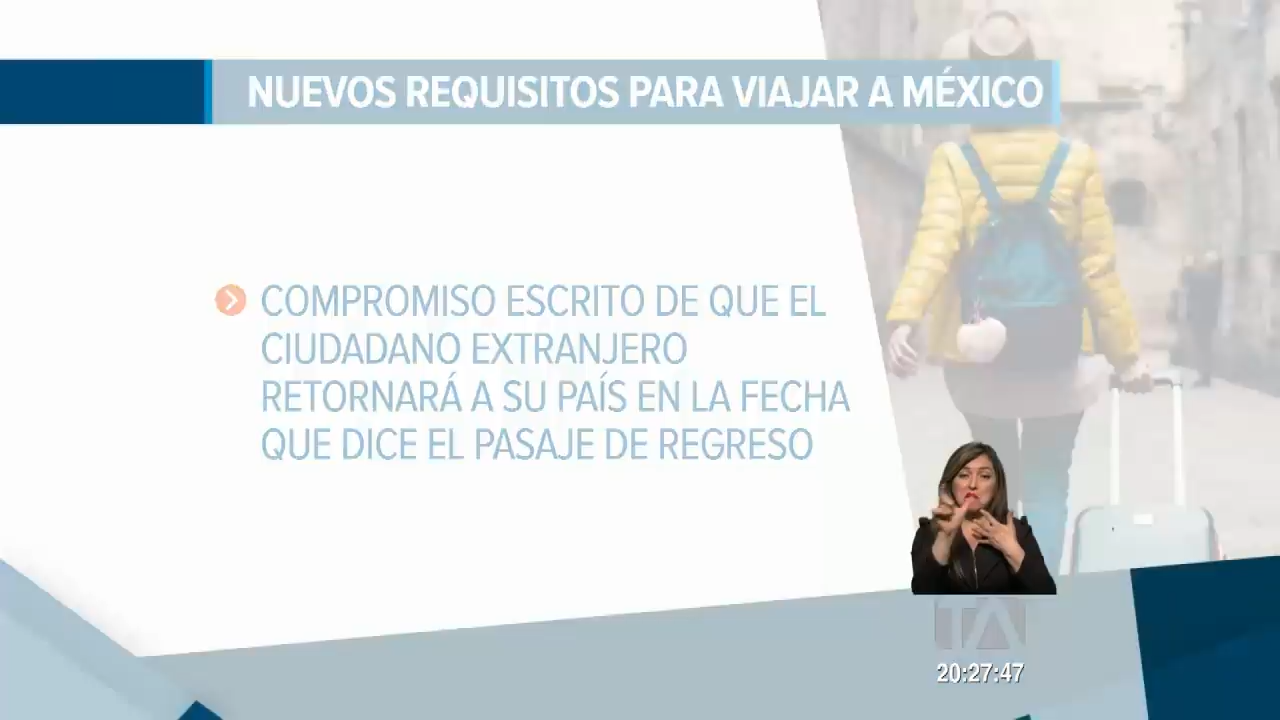 NUEVOS REQUISITOS PARA VIAJAR A MÉXICO
COMPROMISO ESCRITO DE QUE EL
CIUDADANO EXTRANJERO
RETORNARÁ A SU PAÍS EN LA FECHA
QUE DICE EL PASAJE DE REGRESO
TA
20:27:47